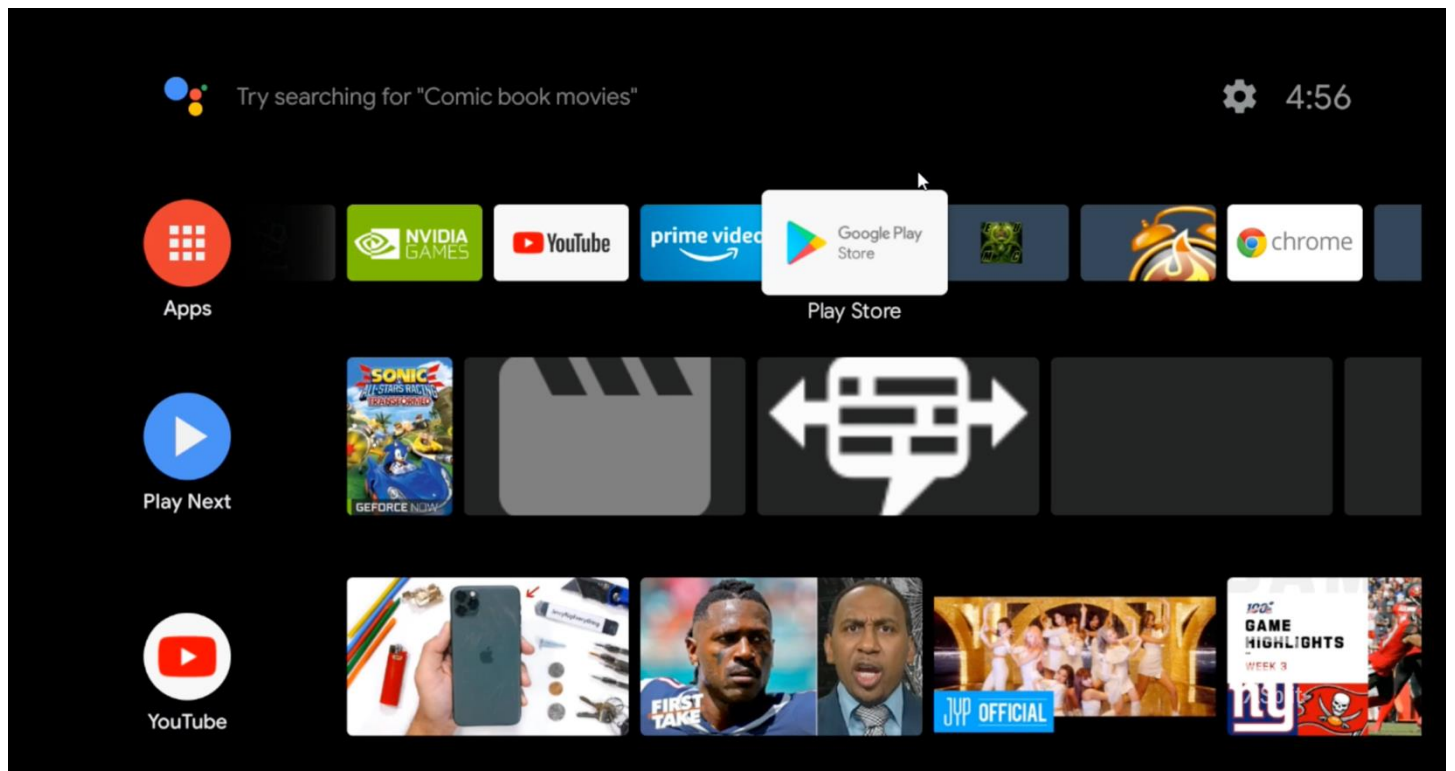 Try searching for "Comic book movies"
4:56
NVIDIA
GAMES
YouTube
prime video
Google Play
Store
chrome
Apps
Play Store
SONIC
ALL-STARS RACING
TRANSFORMED
GEFORCE NOW
Play Next
FIRST
TAKE
JYP OFFICIAL
100
GAME
HIGHLIGHTS
WEEK 3
ny
YouTube